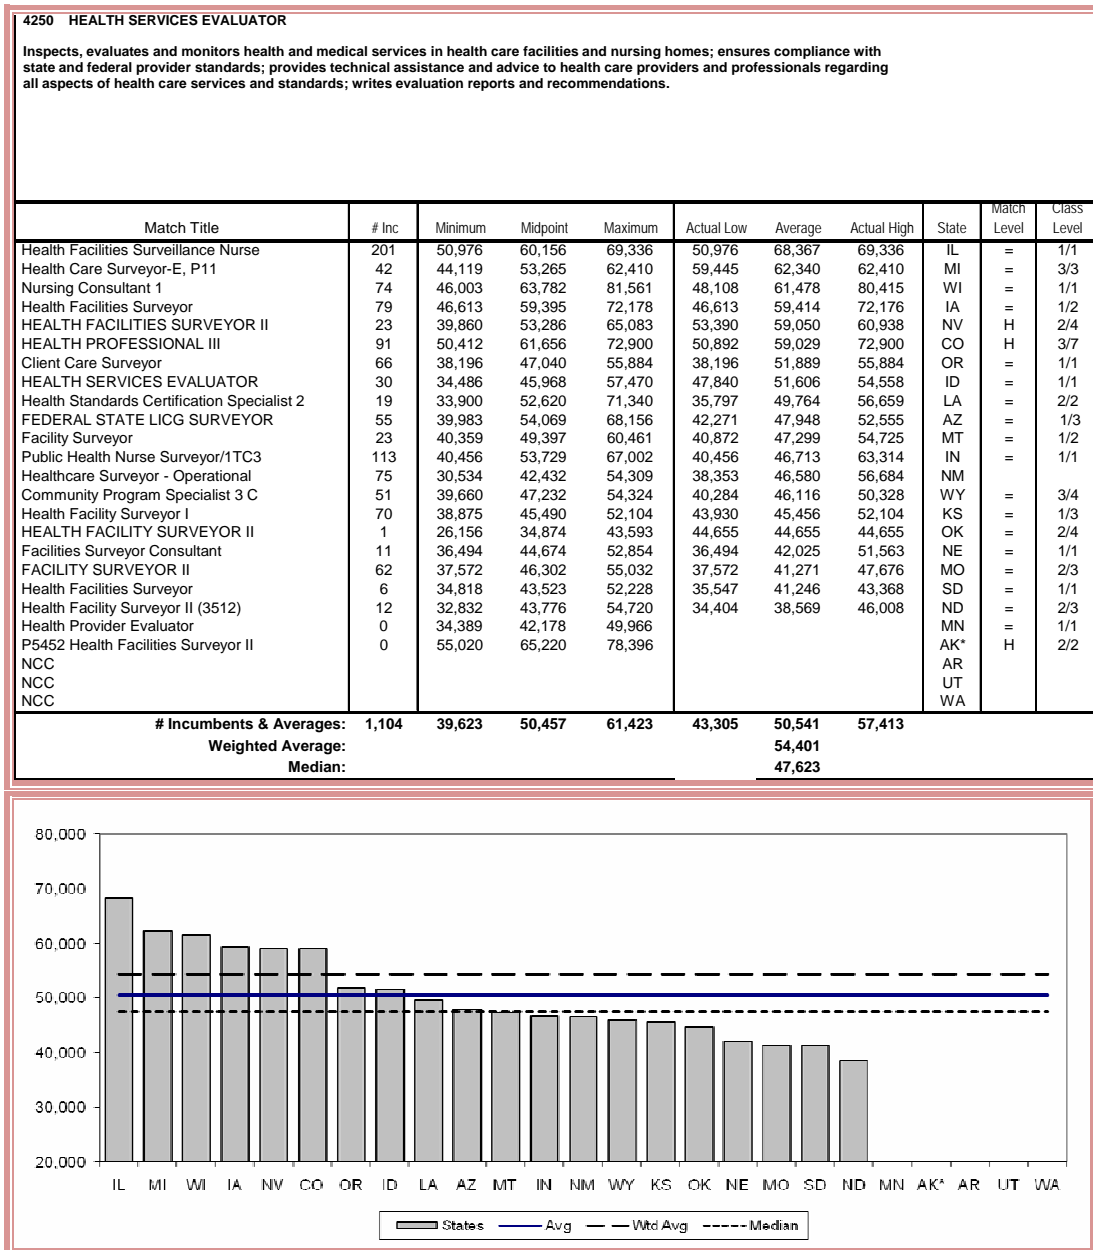 4250 HEALTH SERVICES EVALUATOR
Inspects, evaluates and monitors health and medical services in health care facilities and nursing homes; ensures compliance with
state and federal provider standards; provides technical assistance and advice to health care providers and professionals regarding
all aspects of health care services and standards; writes evaluation reports and recommendations.
Match Title # Inc Minimum Midpoint Maximum Actual Low Average Actual High State Match Level Class Level
Health Facilities Surveillance Nurse 201 50,976 60,156 69,336 50,976 68,367 69,336 IL = 1/1
Health Care Surveyor-E, P11 42 44,119 53,265 62,410 59,445 62,340 62,410 MI = 3/3
Nursing Consultant 1 74 46,003 63,782 81,561 48,108 61,478 80,415 WI = 1/1
Health Facilities Surveyor 79 46,613 59,395 72,178 46,613 59,414 72,176 IA = 1/2
HEALTH FACILITIES SURVEYOR II 23 39,860 53,286 65,083 53,390 59,050 60,938 NV H 2/4
HEALTH PROFESSIONAL III 91 50,412 61,656 72,900 50,892 59,029 72,900 CO H 3/7
Client Care Surveyor 66 38,196 47,040 55,884 38,196 51,889 55,884 OR = 1/1
HEALTH SERVICES EVALUATOR 30 34,486 45,968 57,470 47,840 51,606 54,558 ID = 1/1
Health Standards Certification Specialist 2 19 33,900 52,620 71,340 35,797 49,764 56,659 LA = 2/2
FEDERAL STATE LICG SURVEYOR 55 39,983 54,069 68,156 42,271 47,948 52,555 AZ = 1/3
Facility Surveyor 23 40,359 49,397 60,461 40,872 47,299 54,725 MT = 1/2
Public Health Nurse Surveyor/1TC3 113 40,456 53,729 67,002 40,456 46,713 63,314 IN = 1/1
Healthcare Surveyor - Operational 75 30,534 42,432 54,309 38,353 46,580 56,684 NM
Community Program Specialist 3 C 51 39,660 47,232 54,324 40,284 46,116 50,328 WY = 3/4
Health Facility Surveyor I 70 38,875 45,490 52,104 43,930 45,456 52,104 KS = 1/3
HEALTH FACILITY SURVEYOR II 1 26,156 34,874 43,593 44,655 44,655 44,655 OK = 2/4
Facilities Surveyor Consultant 11 36,494 44,674 52,854 36,494 42,025 51,563 NE = 1/1
FACILITY SURVEYOR II 62 37,572 46,302 55,032 37,572 41,271 47,676 MO = 2/3
Health Facilities Surveyor 6 34,818 43,523 52,228 35,547 41,246 43,368 SD = 1/1
Health Facility Surveyor II (3512) 12 32,832 43,776 54,720 34,404 38,569 46,008 ND = 2/3
Health Provider Evaluator 0 34,389 42,178 49,966 MN = 1/1
P5452 Health Facilities Surveyor II 0 55,020 65,220 78,396 AK* H 2/2
NCC AR
NCC UT
NCC WA
# Incumbents & Averages: 1,104 39,623 50,457 61,423 43,305 50,541 57,413
Weighted Average: 54,401
Median: 47,623
80,000
70,000
60,000
50,000
40,000
30,000
20,000
IL MI WI IA NV CO OR ID LA AZ MT IN NM WY KS OK NE MO SD ND MN AK* AR UT WA
States Avg Wtd Avg Median